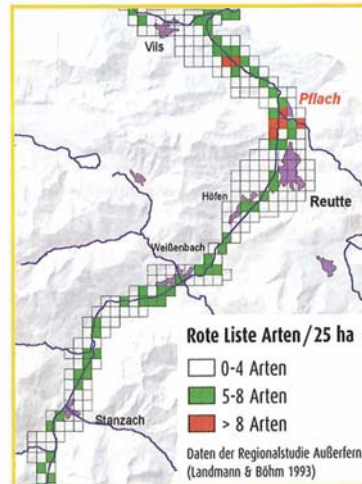 Vils
Pflach
Reutte
Höfen
Weißenbach
Stanzach
Rote Liste Arten/25 ha
0-4 Arten
5-8 Arten
> 8 Arten
Daten der Regionalstudie Außerfern
(Landmann & Böhm 1993)